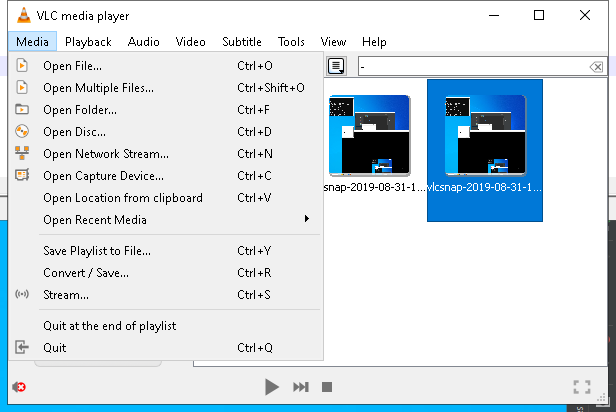 VLC media player
Media Playback Audio Video Subtitle Tools View Help
Open File... Ctrl+O
Open Multiple Files... Ctrl+Shift+O
Open Folder... Ctrl+F
Open Disc... Ctrl+D
Open Network Stream... Ctrl+N
Open Capture Device... Ctrl+C
Open Location from clipboard Ctrl+V
Open Recent Media
Save Playlist to File... Ctrl+Y
Convert / Save... Ctrl+R
Stream... Ctrl+S
Quit at the end of playlist
Quit Ctrl+Q
-
snap-2019-08-31-1... vlcsnap-2019-08-31-1...